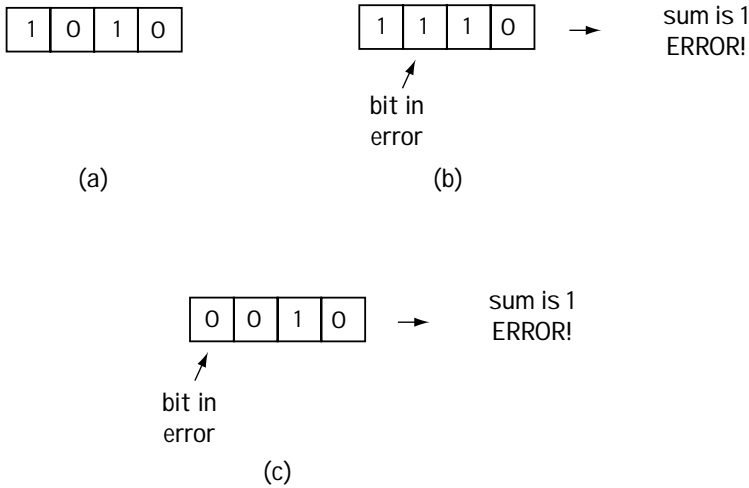 1 0 1 0
(a)
1 1 1 0
sum is 1
ERROR!
bit in
error
(b)
0 0 1 0
sum is 1
ERROR!
bit in
error
(c)